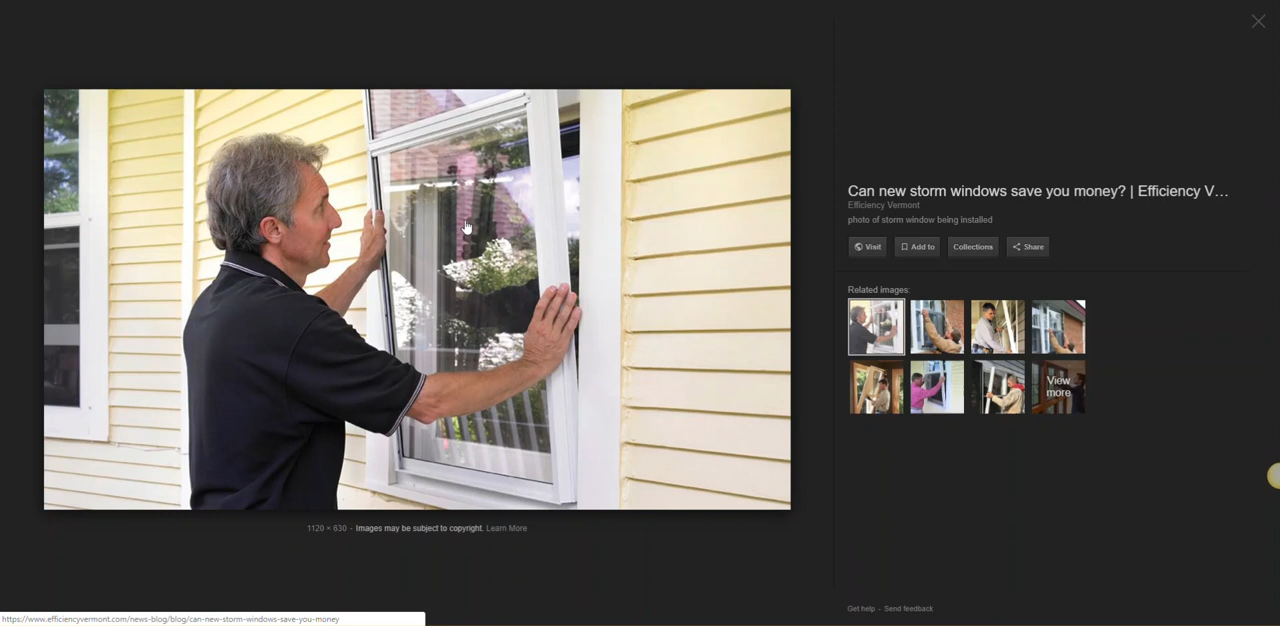 Can new storm windows save you money? | Efficiency V...
Efficiency Vermont
photo of storm window being installed
Visit
Add to
Collections
Share
Related images:
View
more
1120 × 630 - Images may be subject to copyright. Learn More
Get help - Send feedback
https://www.efficiencyvermont.com/news-blog/blog/can-new-storm-windows-save-you-money